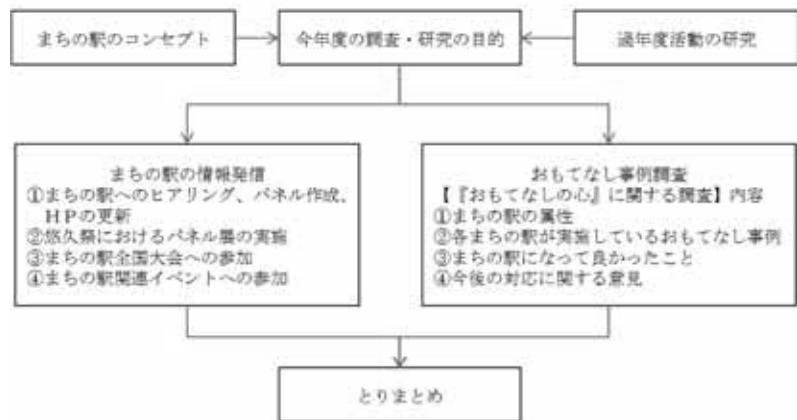 まちの駅のコンセプト
今年度の調査・研究の目的
過年度活動の研究
まちの駅の情報発信
①まちの駅へのヒアリング、パネル作成、
ＨＰの更新
②悠久祭におけるパネル展の実施
③まちの駅全国大会への参加
④まちの駅関連イベントへの参加
おもてなし事例調査
【『おもてなしの心』に関する調査】内容
①まちの駅の属性
②各まちの駅が実施しているおもてなし事例
③まちの駅になって良かったこと
④今後の対応に関する意見
とりまとめ